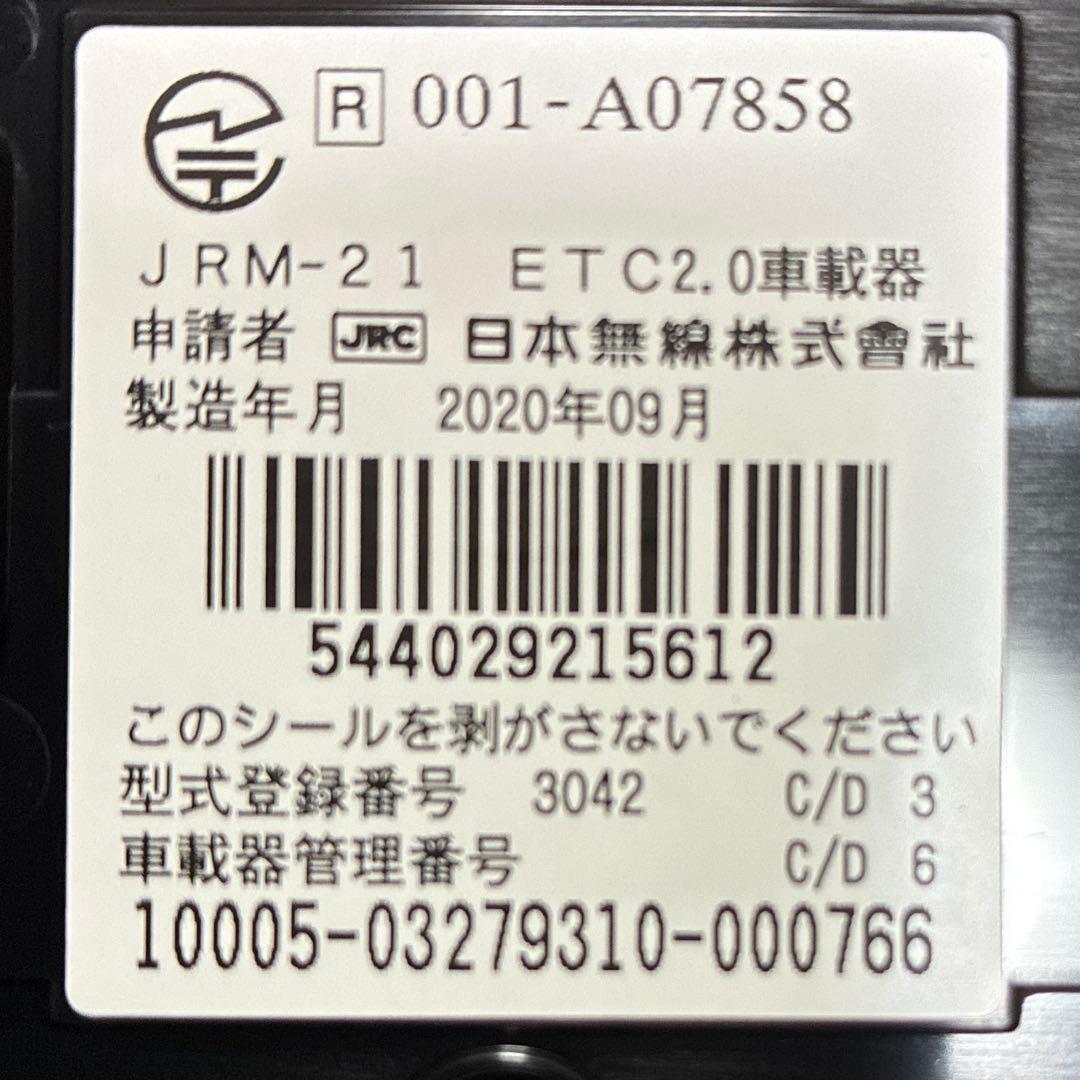 R 001-A07858
JRM-21 ETC2.0車載器
申請者 JRC 日本無線株式會社
製造年月 2020年09月
544029215612
このシールを剥がさないでください
型式登録番号 3042 C/D 3
車載器管理番号 C/D 6
10005-03279310-000766